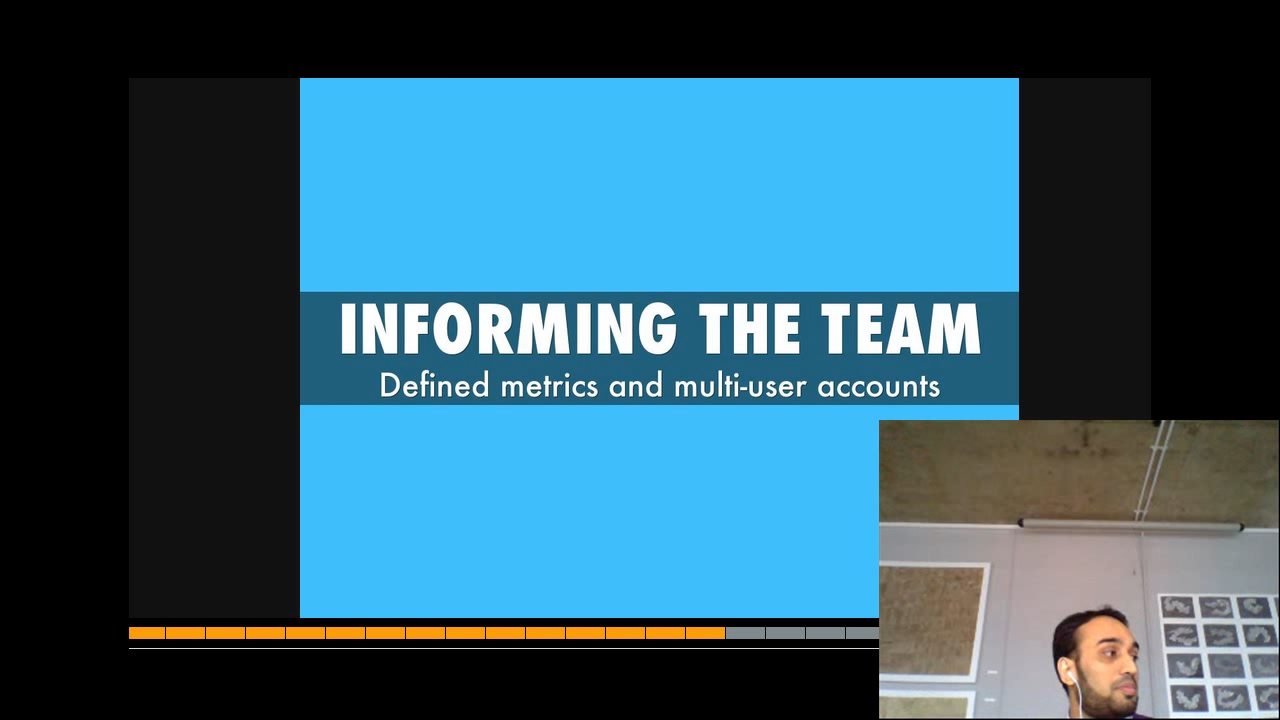 INFORMING THE TEAM
Defined metrics and multi-user accounts